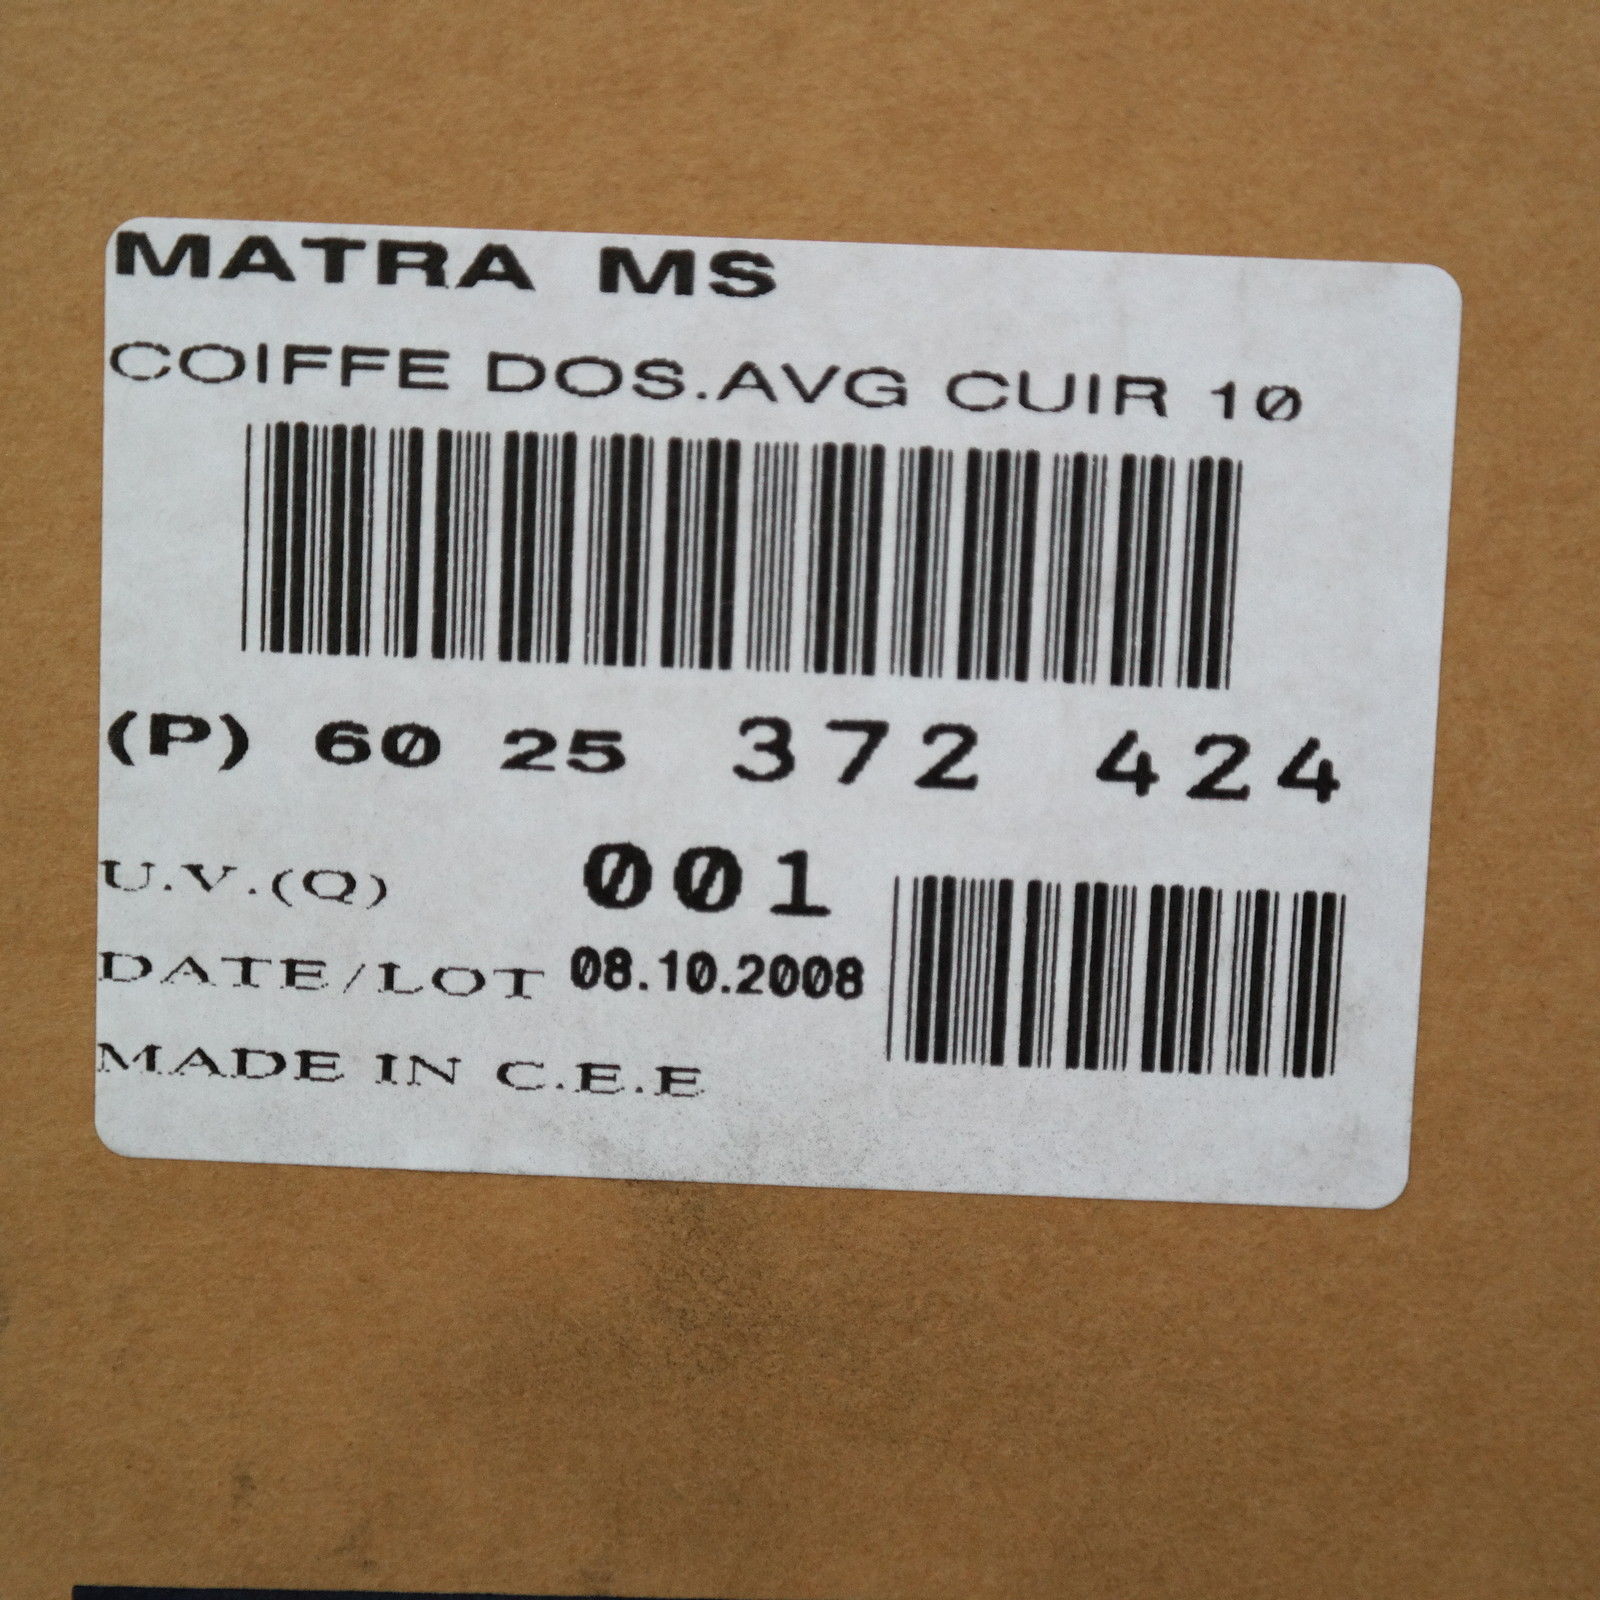 MATRA MS
COIFFE DOS.AVG CUIR 10
(P) 60 25 372 424
U.V.(Q) 001
DATE/LOT 08.10.2008
MADE IN C.E.E